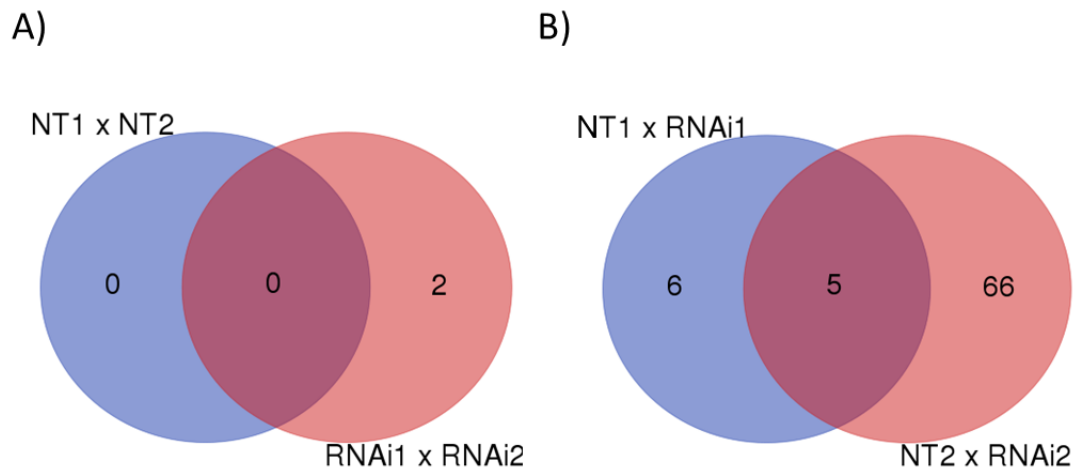 A)
B)
NT1 x NT2
NT1 x RNAi1
0
0
2
6
5
66
RNAi1 x RNAi2
NT2 x RNAi2